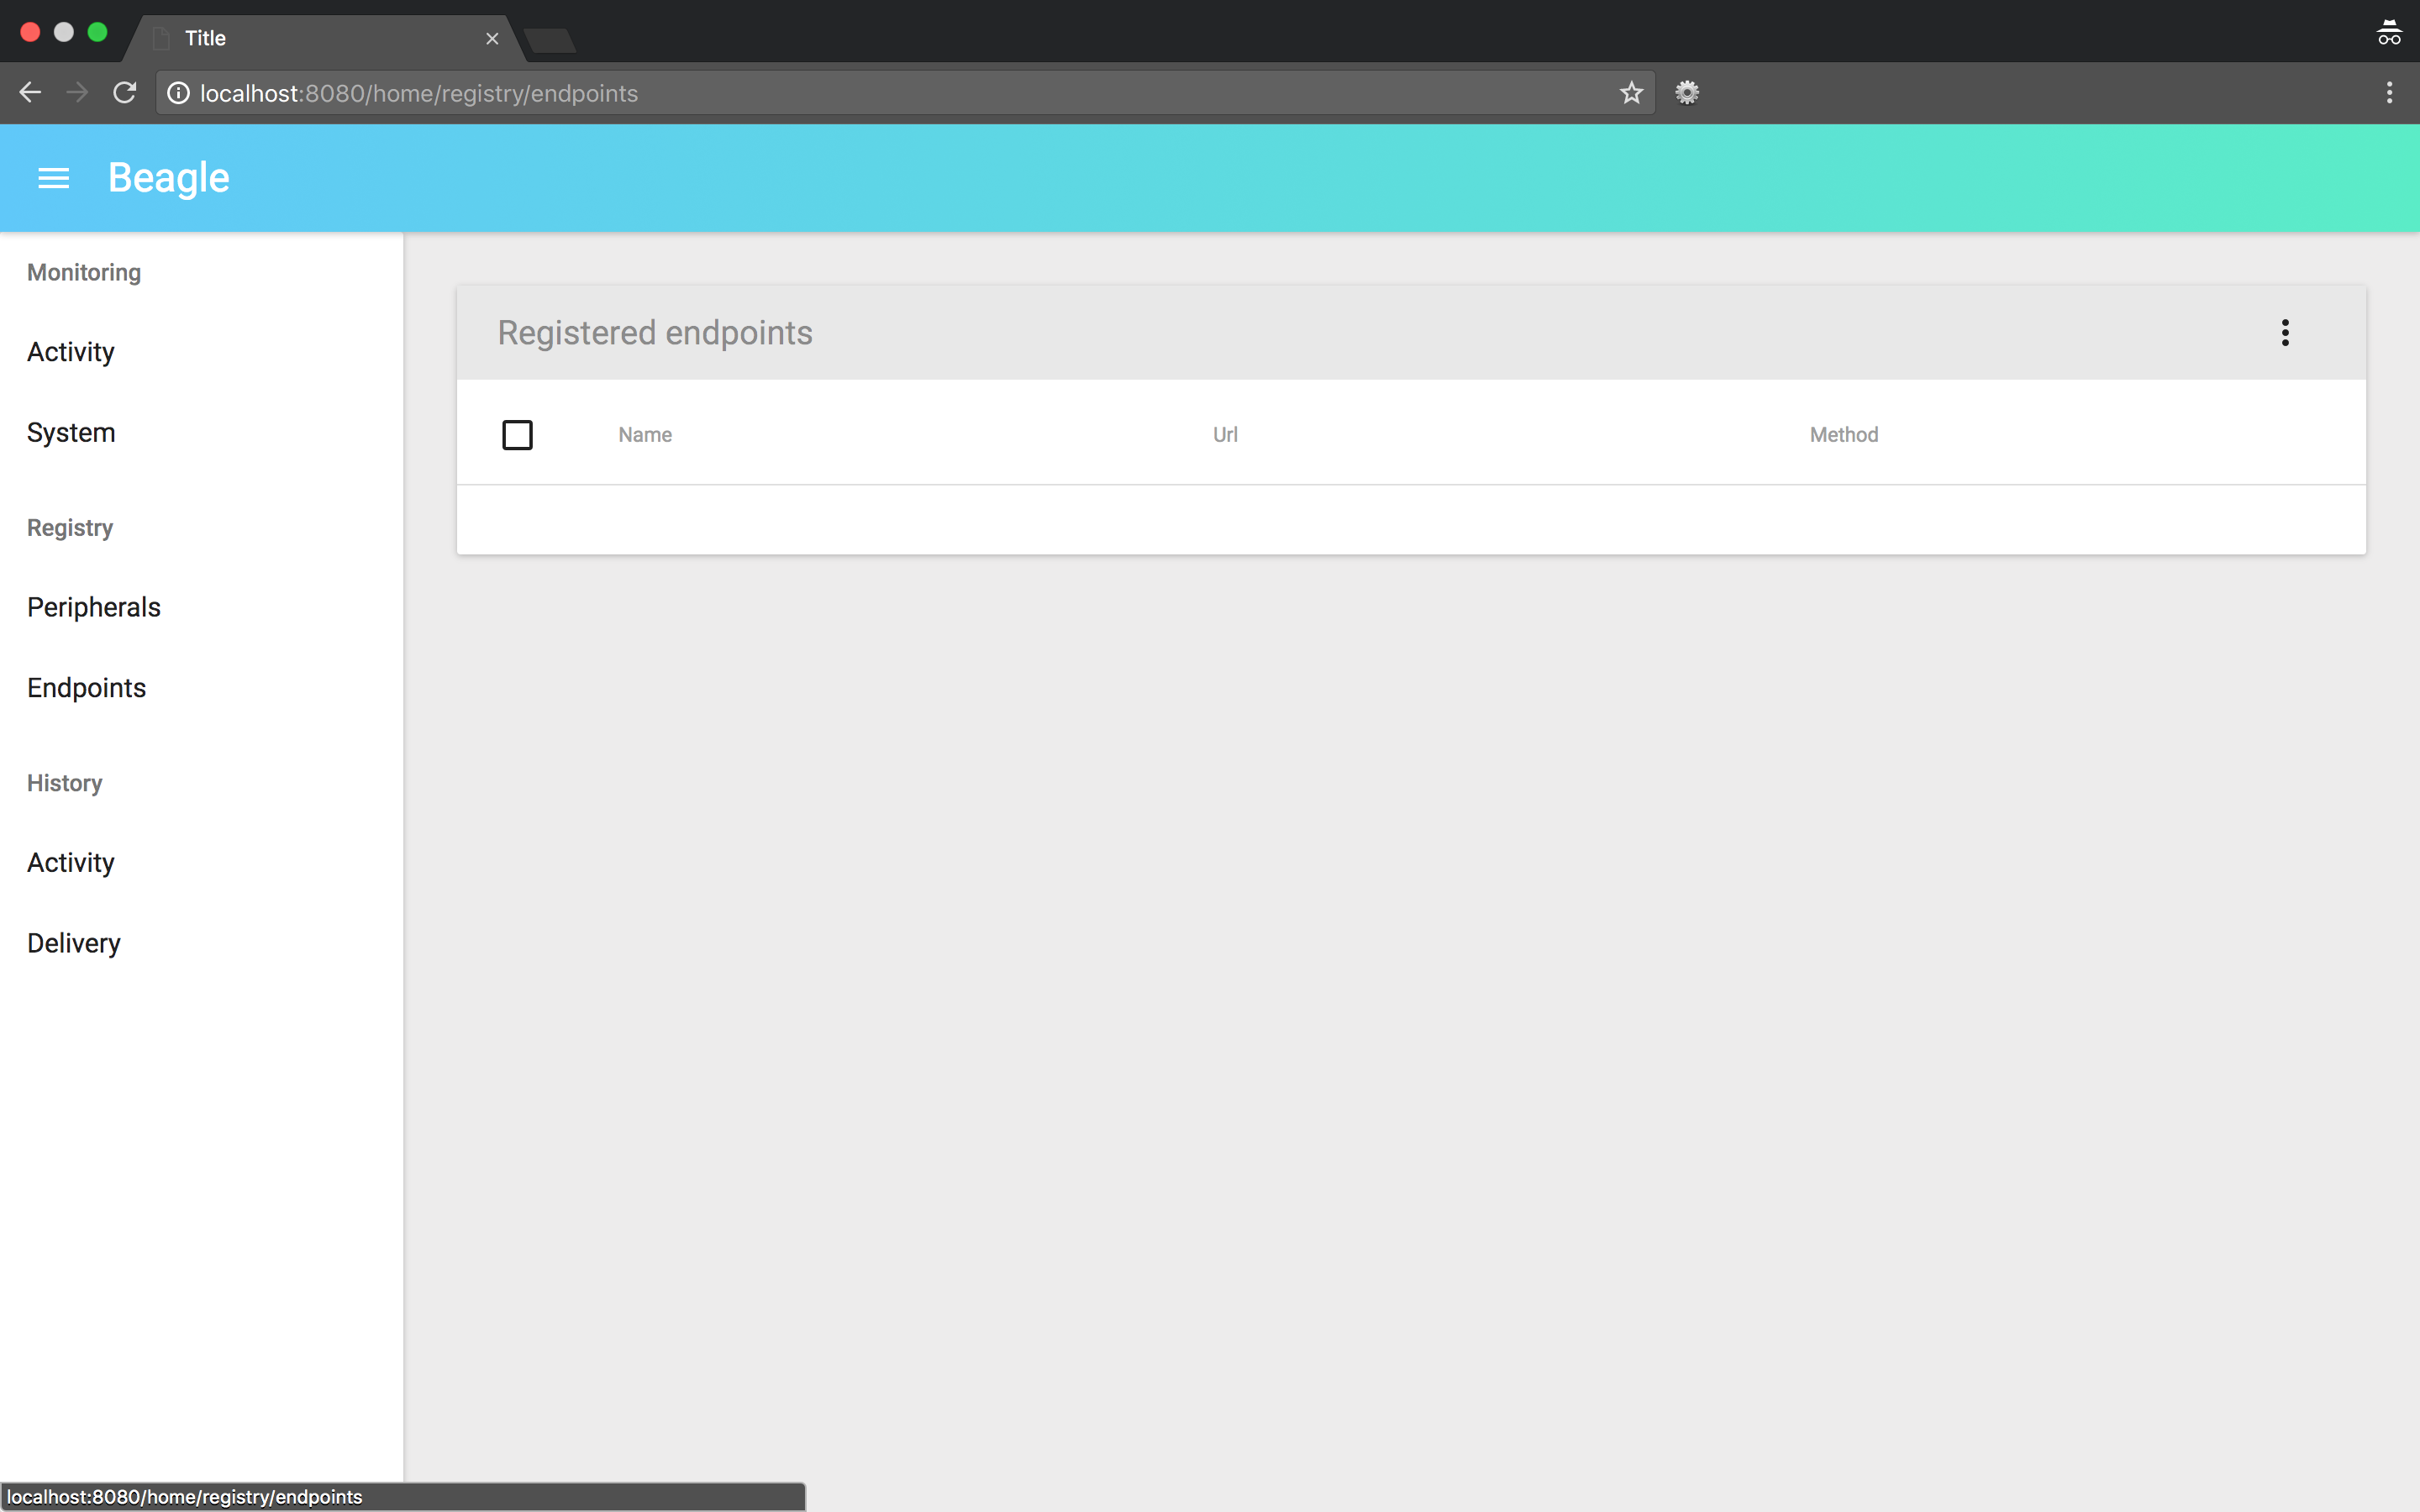 Title
localhost:8080/home/registry/endpoints
Beagle
Monitoring
Activity
System
Registry
Peripherals
Endpoints
History
Activity
Delivery
Registered endpoints
Name Url Method
localhost:8080/home/registry/endpoints